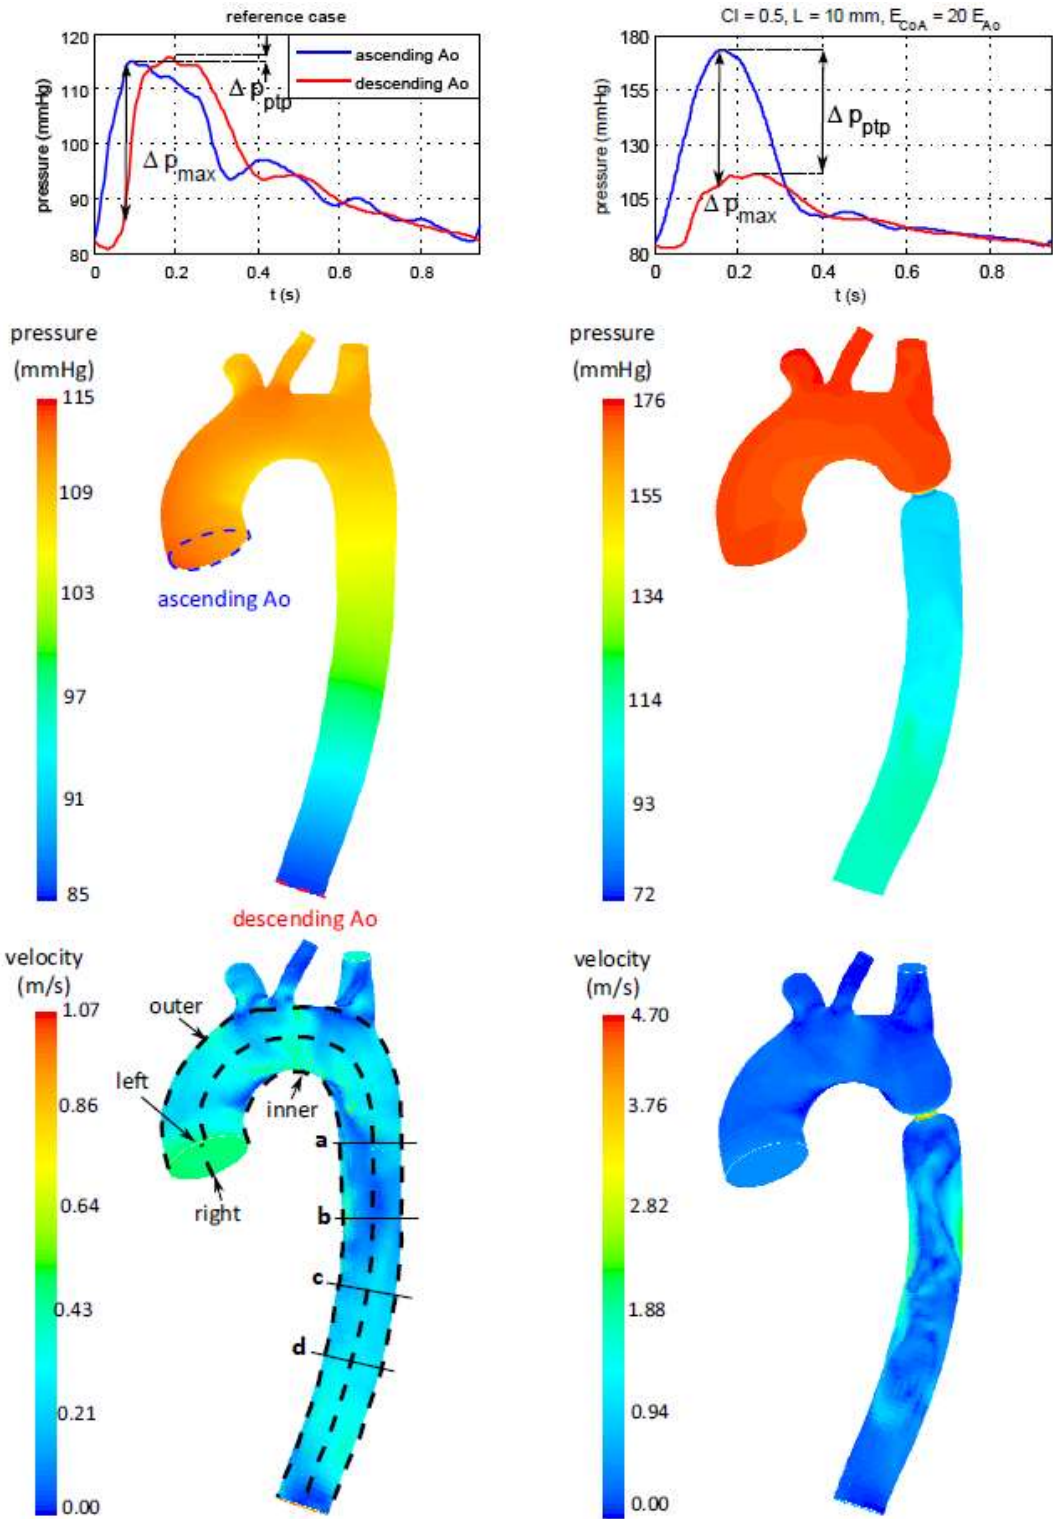 reference case
120
110
100
90
80
pressure (mmHg)
ascending Ao
descending Ao
Δ p_ptp
Δ p_max
0 0.2 0.4 0.6 0.8
t (s)
CI = 0.5, L = 10 mm, E_CoA = 20 E_Ao
180
155
130
105
80
pressure (mmHg)
Δ p_ptp
Δ p_max
0 0.2 0.4 0.6 0.8
t (s)
pressure
(mmHg)
115
109
103
97
91
85
ascending Ao
descending Ao
pressure
(mmHg)
176
155
134
114
93
72
velocity
(m/s)
1.07
0.86
0.64
0.43
0.21
0.00
outer
left
inner
right
a
b
c
d
velocity
(m/s)
4.70
3.76
2.82
1.88
0.94
0.00